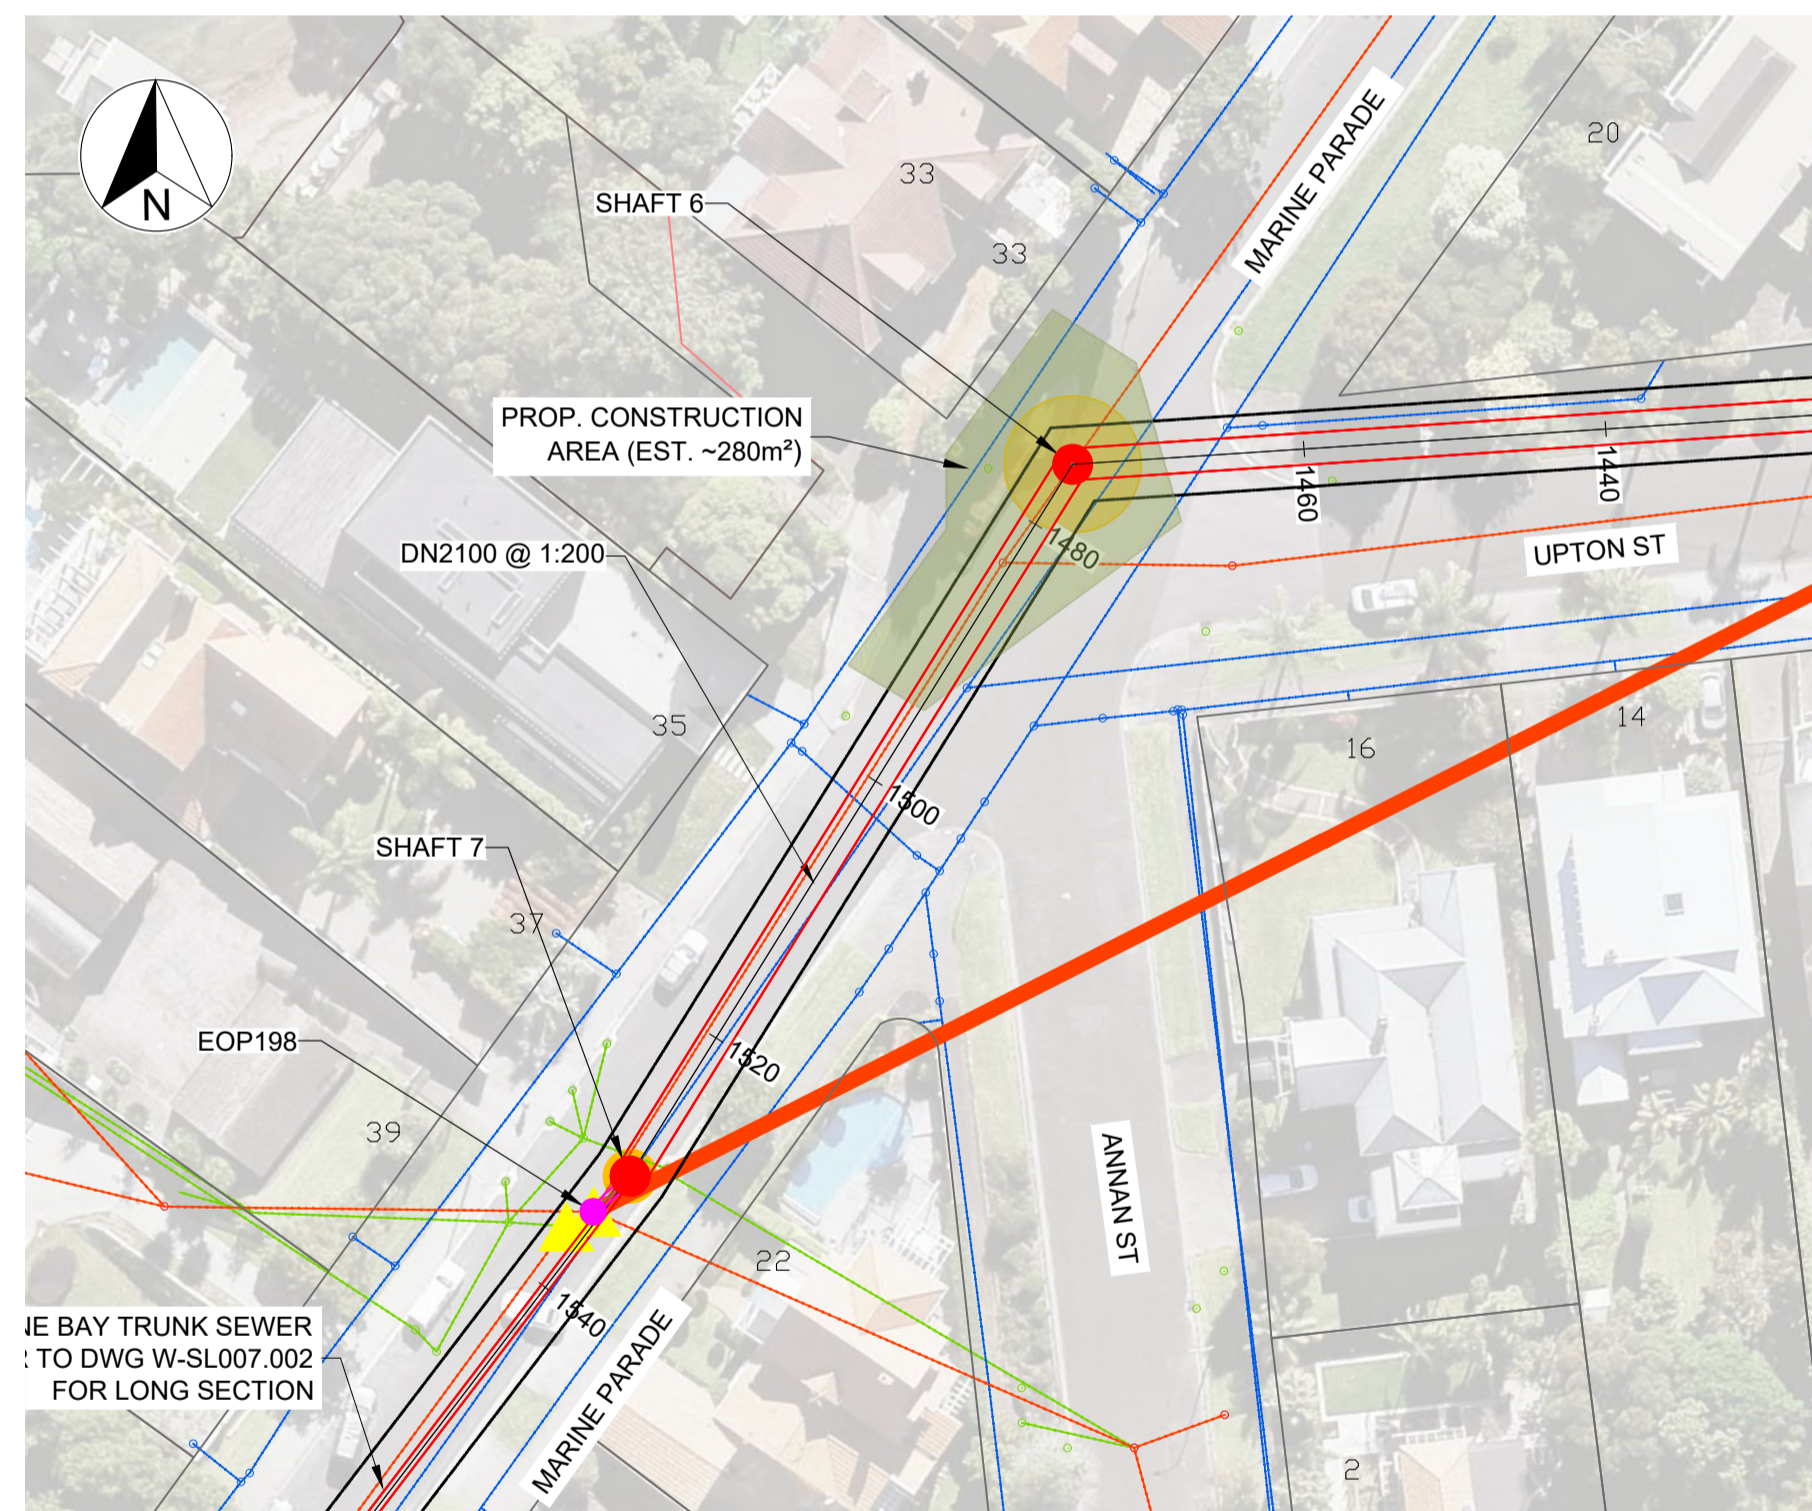 N
SHAFT 6
33
33
20
MARINE PARADE
PROP. CONSTRUCTION
AREA (EST. ~280m²)
1460
1440
1480
DN2100 @ 1:200
UPTON ST
35
16
14
1500
SHAFT 7
37
EOP198
1520
39
ANNAN ST
22
1540
NE BAY TRUNK SEWER
R TO DWG W-SL007.002
FOR LONG SECTION
MARINE PARADE
2